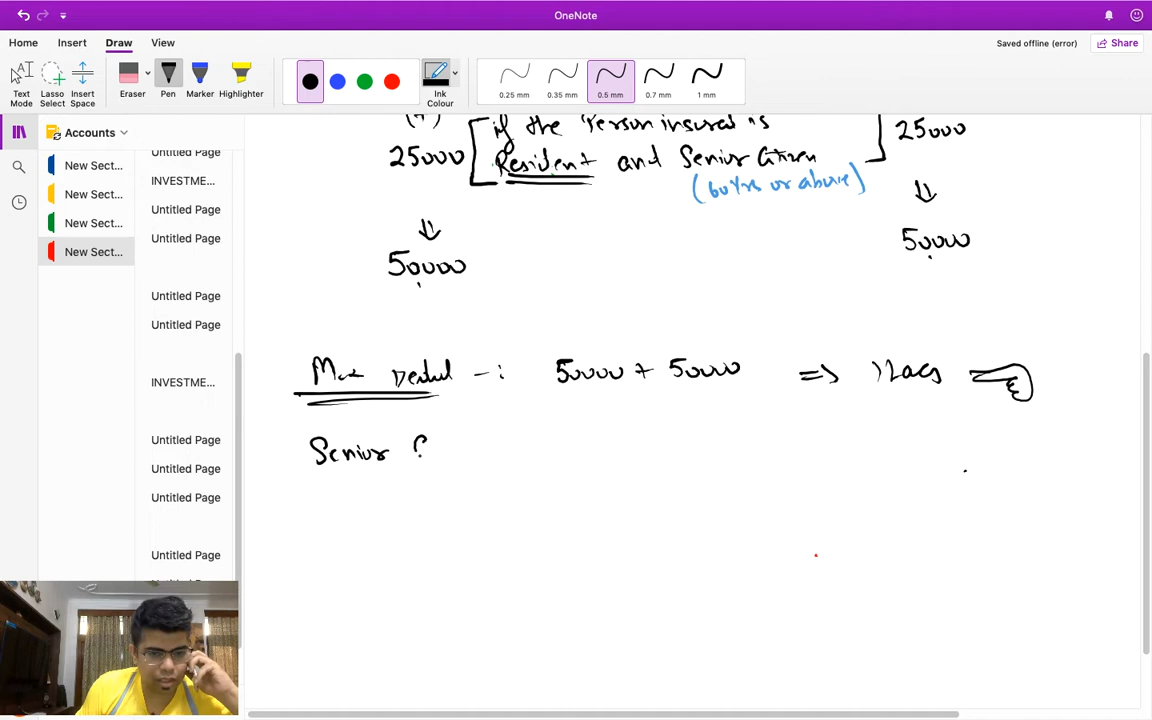 OneNote
Home Insert Draw View
Saved offline (error)
Share
Text Mode
Lasso Select
Insert Space
Eraser
Pen
Marker
Highlighter
Ink Colour
0.25 mm 0.35 mm 0.5 mm 0.7 mm 1 mm
Accounts
New Sect...
New Sect...
New Sect...
New Sect...
Untitled Page
INVESTME...
Untitled Page
Untitled Page
Untitled Page
Untitled Page
INVESTME...
Untitled Page
Untitled Page
Untitled Page
Untitled Page
(+) if the Person insured is 25000
25000 Resident and Senior Citizen
(60Yrs or above)
50000 50000
Max -: 50000 + 50000 => 1Lacs
Senior